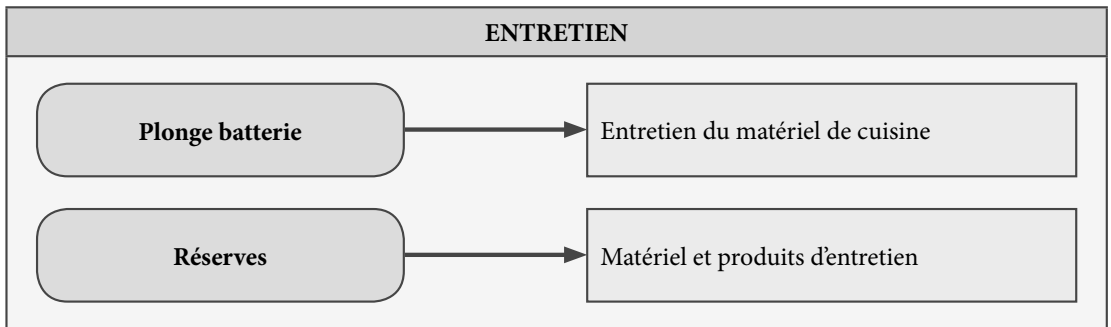 ENTRETIEN
Plonge batterie
Entretien du matériel de cuisine
Réserves
Matériel et produits d’entretien